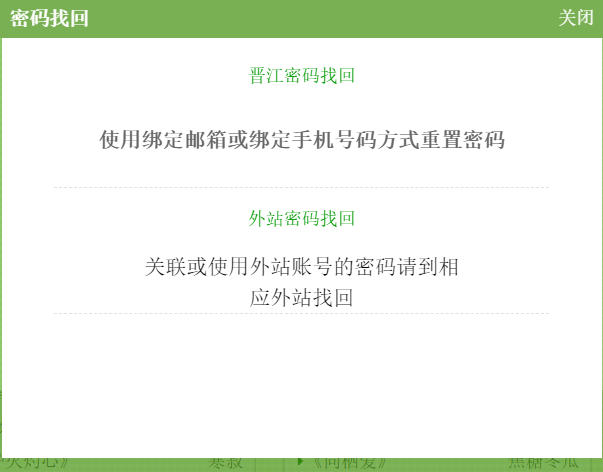 密码找回 关闭
晋江密码找回
使用绑定邮箱或绑定手机号码方式重置密码
外站密码找回
关联或使用外站账号的密码请到相
应外站找回